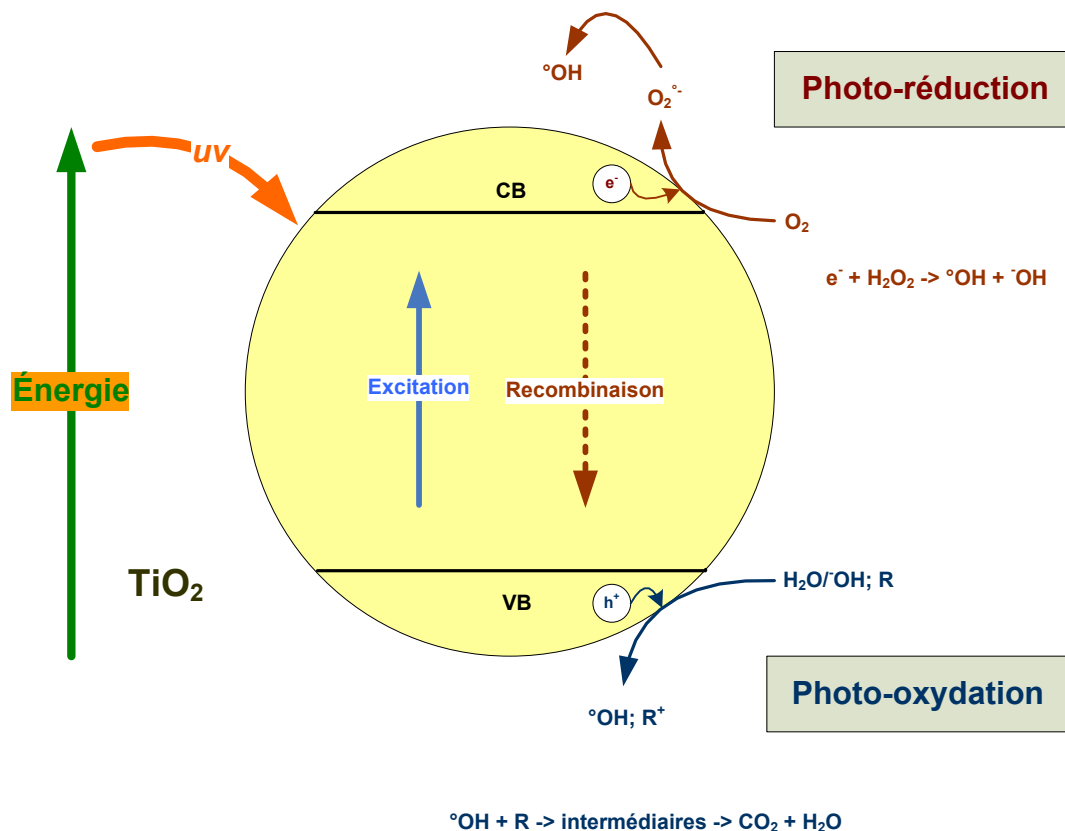 °OH
O₂°⁻
Photo-réduction
uv
CB
e⁻
O₂
e⁻ + H₂O₂ -> °OH + ⁻OH
Énergie
Excitation
Recombinaison
TiO₂
VB
h⁺
H₂O/⁻OH; R
Photo-oxydation
°OH; R⁺
°OH + R -> intermédiaires -> CO₂ + H₂O